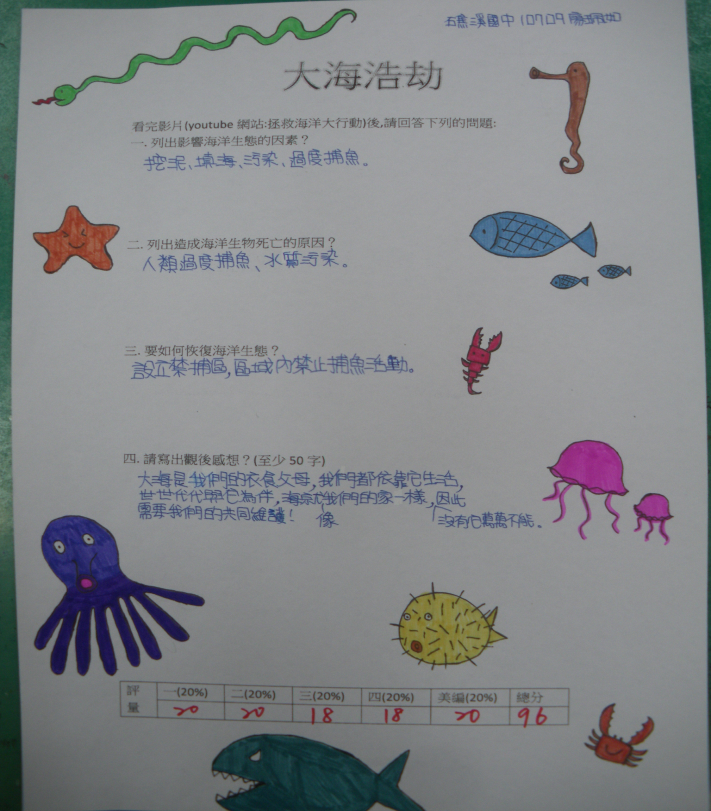 五溪國中 10709
大海浩劫
看完影片(youtube 網站:拯救海洋大行動)後,請回答下列的問題:
一. 列出影響海洋生態的因素？
挖泥、填海、污染、過度捕魚。
二. 列出造成海洋生物死亡的原因？
人類過度捕魚、水質污染。
三. 要如何恢復海洋生態？
設立禁捕區,區域內禁止捕魚活動。
四. 請寫出觀後感想？(至少 50 字)
大海是我們的衣食父母,我們都依靠它生活,
世世代代與它為伴,海就像我們的家一樣,沒有它萬萬不能。因此
需要我們的共同維護！
評量 一(20%) 二(20%) 三(20%) 四(20%) 美編(20%) 總分
20 20 18 18 20 96